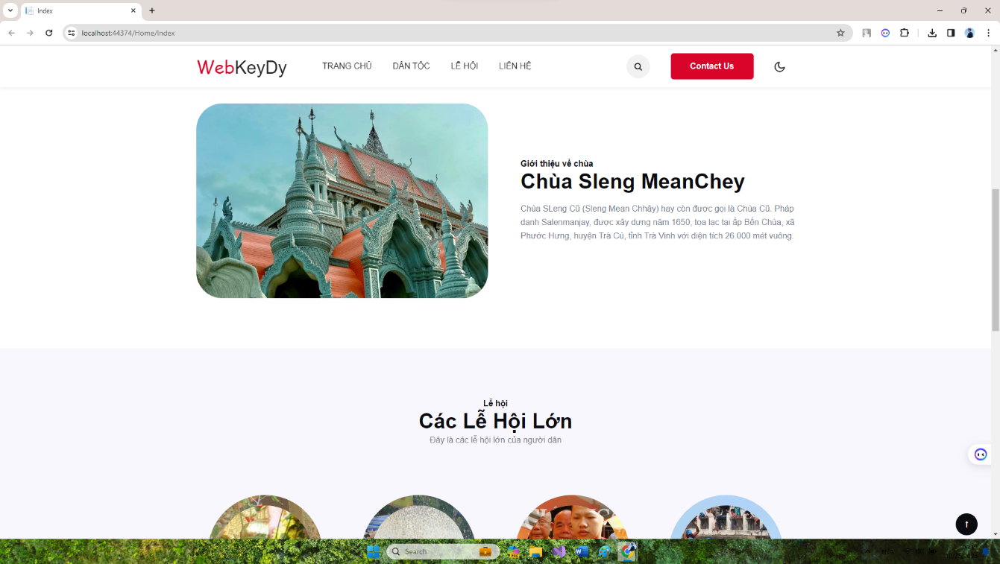 Index
localhost:44374/Home/Index
WebKeyDy
TRANG CHỦ
DÂN TỘC
LỄ HỘI
LIÊN HỆ
Contact Us
Giới thiệu về chùa
Chùa Sleng MeanChey
Chùa SLeng Cũ (Sleng Mean Chhây) hay còn được gọi là Chùa Cũ. Pháp
danh Salenmanjay, được xây dựng năm 1650, tọa lạc tại ấp Bến Chùa, xã
Phước Hưng, huyện Trà Cú, tỉnh Trà Vinh với diện tích 26.000 mét vuông.
Lễ hội
Các Lễ Hội Lớn
Đây là các lễ hội lớn của người dân
Search
ENG